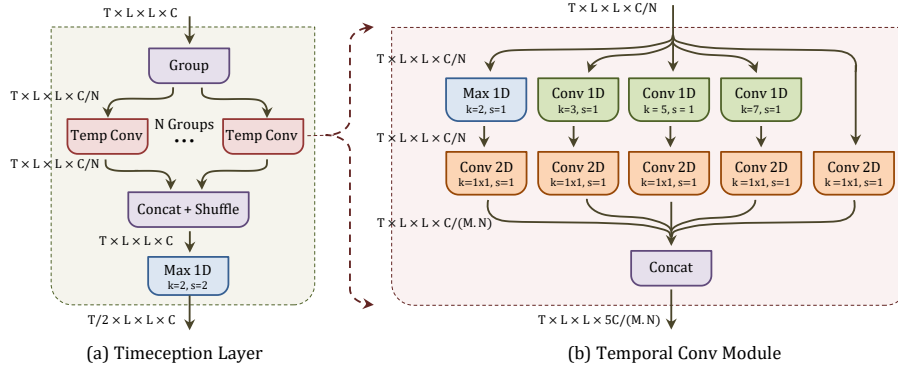 T × L × L × C
Group
T × L × L × C/N
Temp Conv
N Groups
...
Temp Conv
T × L × L × C/N
Concat + Shuffle
T × L × L × C
Max 1D
k=2, s=2
T/2 × L × L × C
(a) Timeception Layer
T × L × L × C/N
T × L × L × C/N
Max 1D
k=2, s=1
Conv 1D
k=3, s=1
Conv 1D
k = 5, s = 1
Conv 1D
k=7, s=1
T × L × L × C/N
Conv 2D
k=1x1, s=1
Conv 2D
k=1x1, s=1
Conv 2D
k=1x1, s=1
Conv 2D
k=1x1, s=1
Conv 2D
k=1x1, s=1
T × L × L × C/(M.N)
Concat
T × L × L × 5C/(M.N)
(b) Temporal Conv Module